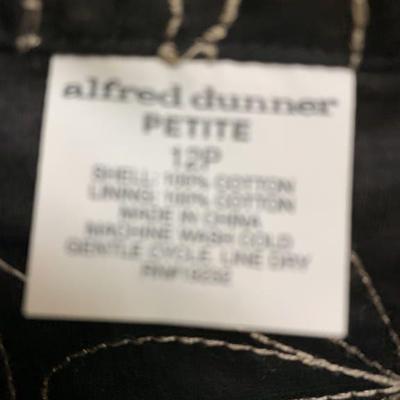 alfred dunner
PETITE
12P
SHELL: 100% COTTON
LINING: 100% COTTON
MADE IN CHINA
MACHINE WASH COLD
GENTLE CYCLE, LINE DRY